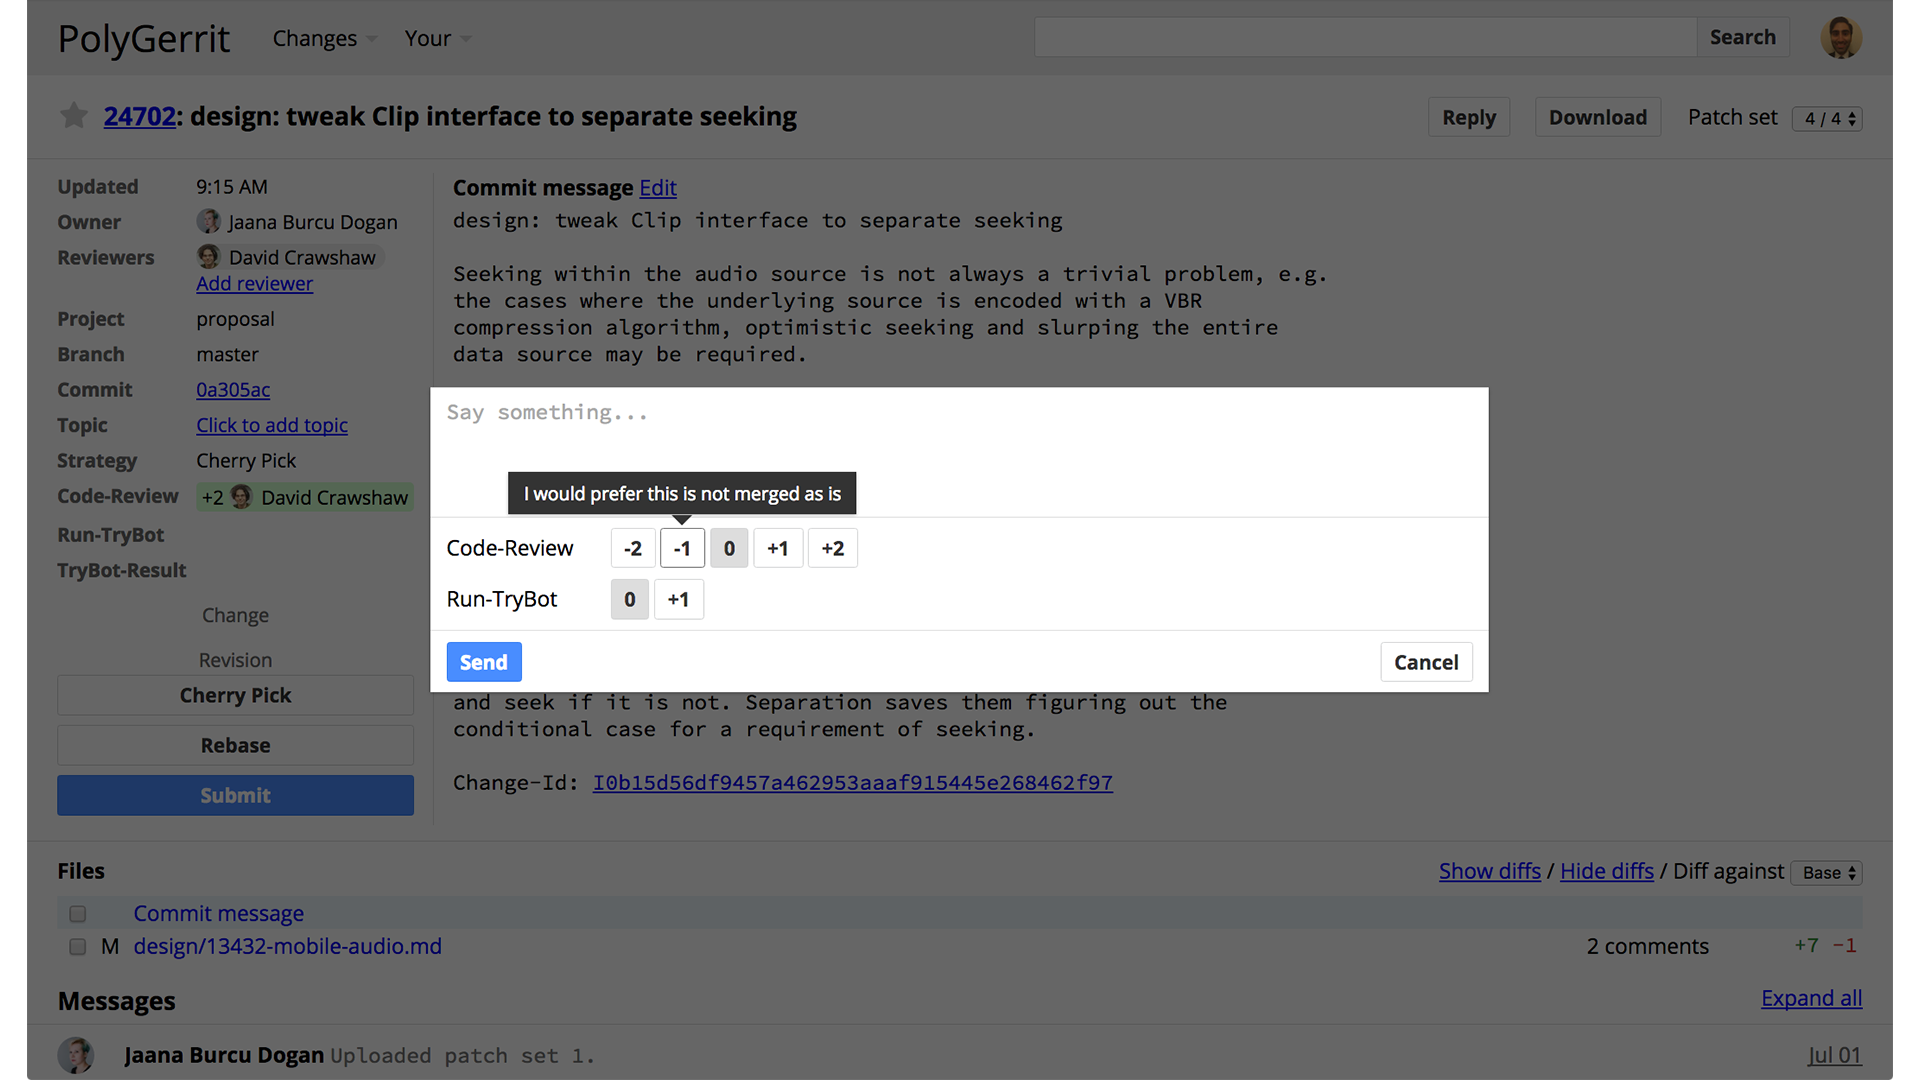 PolyGerrit Changes Your Search
24702: design: tweak Clip interface to separate seeking Reply Download Patch set 4 / 4
Updated 9:15 AM
Owner Jaana Burcu Dogan
Reviewers David Crawshaw
Add reviewer
Project proposal
Branch master
Commit 0a305ac
Topic Click to add topic
Strategy Cherry Pick
Code-Review +2 David Crawshaw
Run-TryBot
TryBot-Result
Change
Revision
Cherry Pick
Rebase
Submit
Commit message Edit
design: tweak Clip interface to separate seeking
Seeking within the audio source is not always a trivial problem, e.g.
the cases where the underlying source is encoded with a VBR
compression algorithm, optimistic seeking and slurping the entire
data source may be required.
Say something...
I would prefer this is not merged as is
Code-Review -2 -1 0 +1 +2
Run-TryBot 0 +1
Send Cancel
and seek if it is not. Separation saves them figuring out the
conditional case for a requirement of seeking.
Change-Id: I0b15d56df9457a462953aaaf915445e268462f97
Files Show diffs / Hide diffs / Diff against Base
Commit message
M design/13432-mobile-audio.md 2 comments +7 -1
Messages Expand all
Jaana Burcu Dogan Uploaded patch set 1. Jul 01